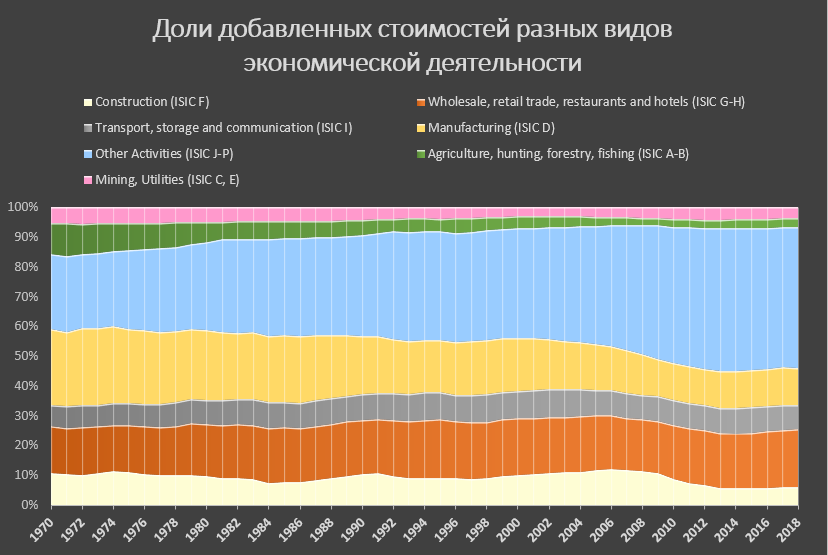 Доли добавленных стоимостей разных видов
экономической деятельности
Construction (ISIC F)
Wholesale, retail trade, restaurants and hotels (ISIC G-H)
Transport, storage and communication (ISIC I)
Manufacturing (ISIC D)
Other Activities (ISIC J-P)
Agriculture, hunting, forestry, fishing (ISIC A-B)
Mining, Utilities (ISIC C, E)
100%
90%
80%
70%
60%
50%
40%
30%
20%
10%
0%
1970 1972 1974 1976 1978 1980 1982 1984 1986 1988 1990 1992 1994 1996 1998 2000 2002 2004 2006 2008 2010 2012 2014 2016 2018